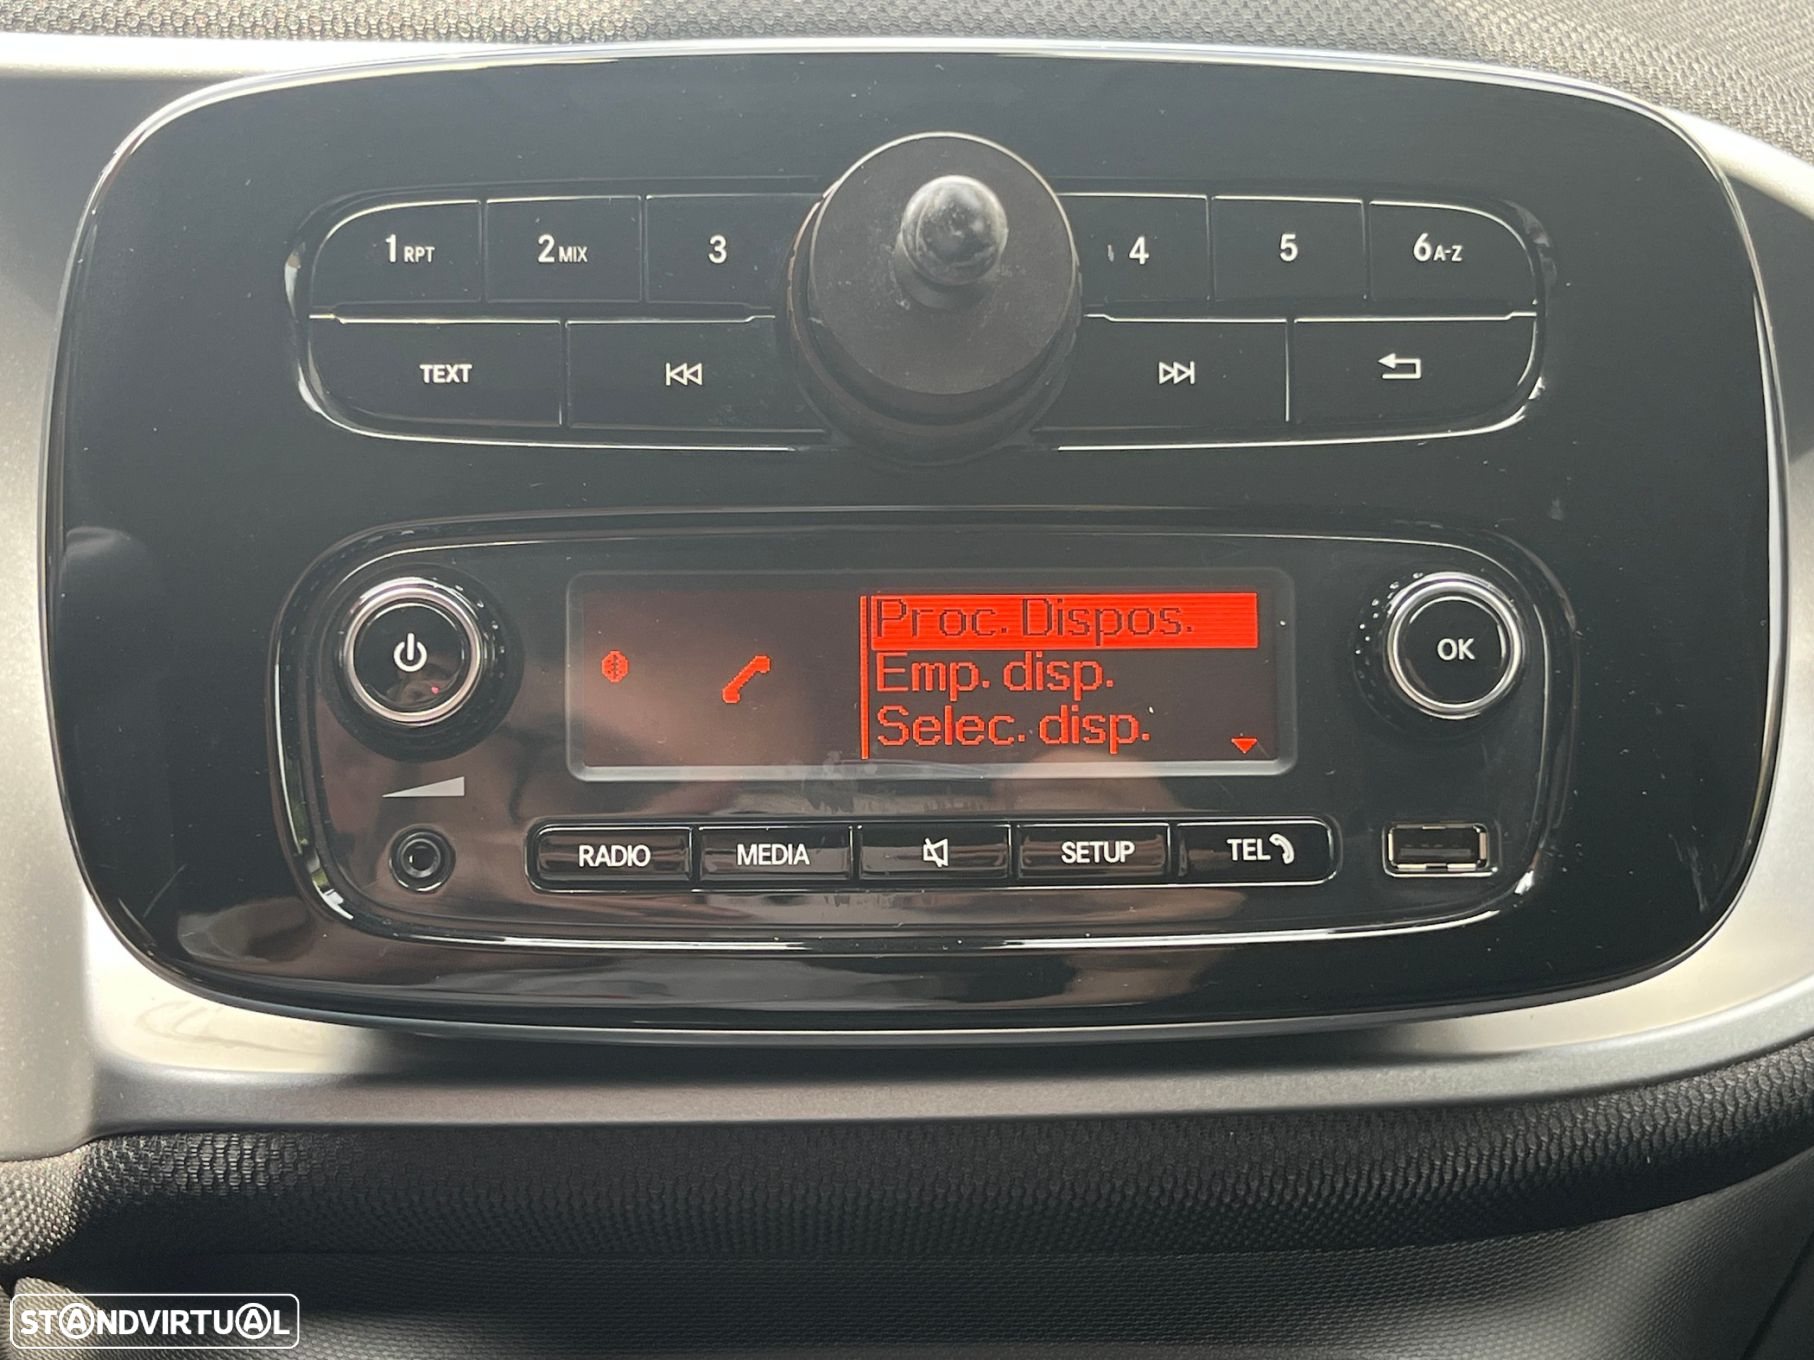 1 RPT 2 MIX 3 4 5 6 A-Z
TEXT
Proc. Dispos.
Emp. disp.
Selec. disp.
OK
RADIO MEDIA SETUP TEL
STANDVIRTUAL